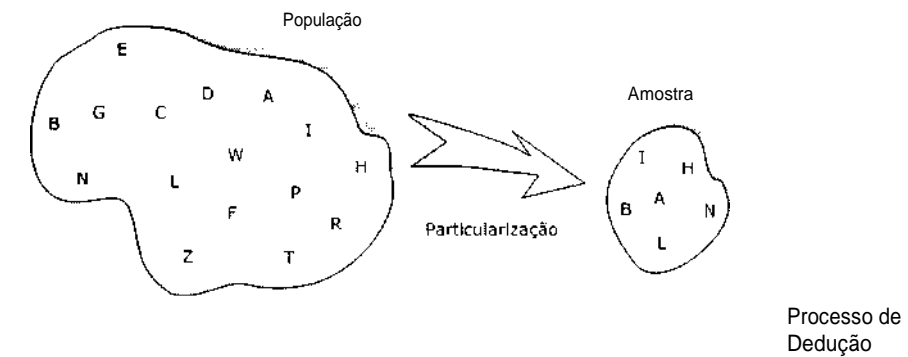 População
E
B G C D A
I
W
H
N L P
F R
Z T
Particularização
Amostra
I H
B A N
L
Processo de
Dedução